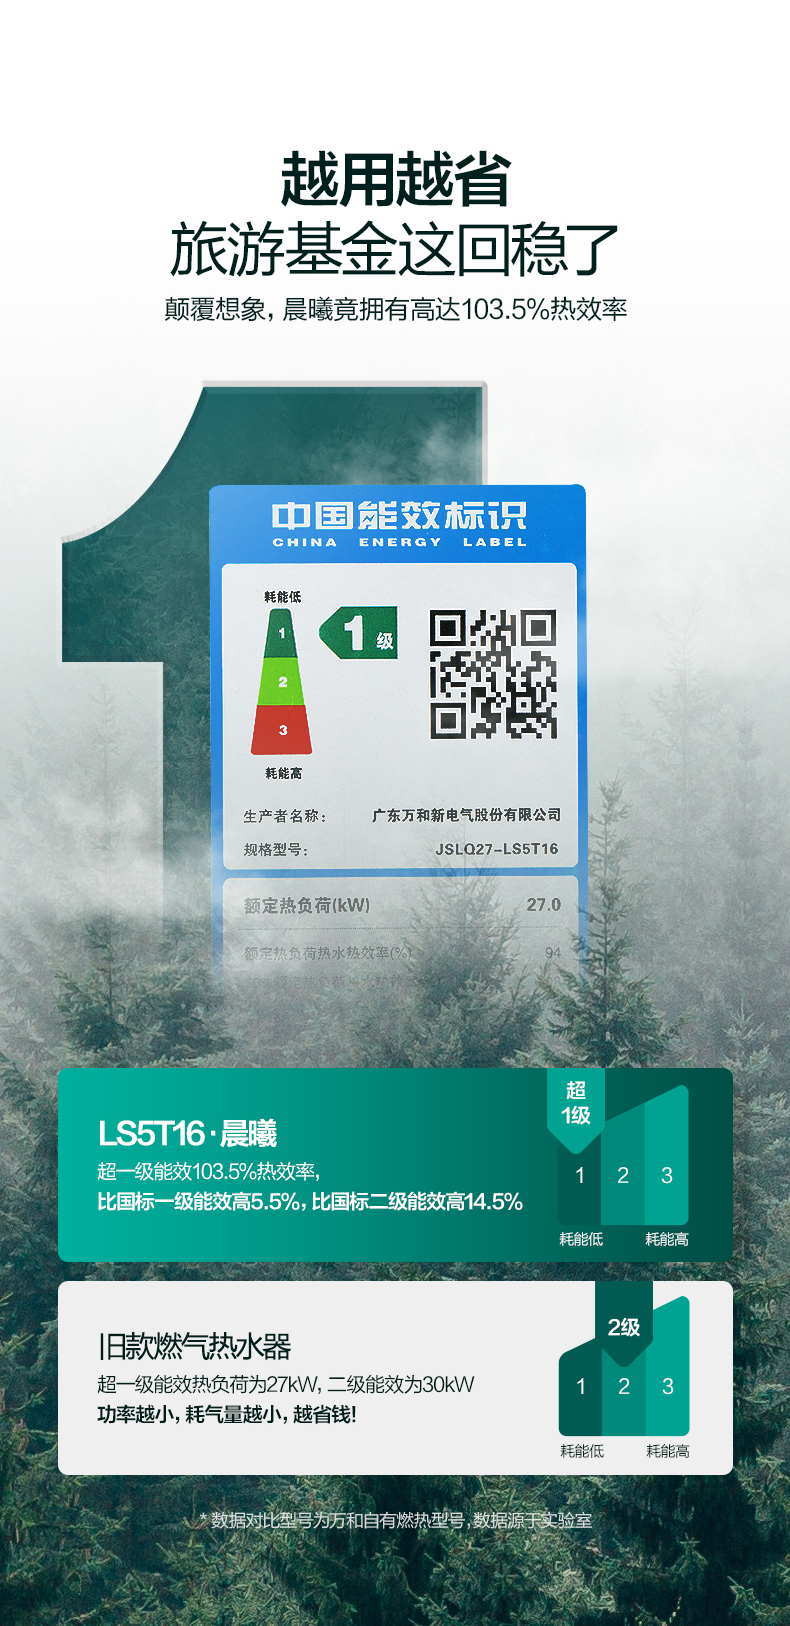 越用越省
旅游基金这回稳了
颠覆想象, 晨曦竟拥有高达103.5%热效率
中国能效标识
CHINA ENERGY LABEL
耗能低
1
1级
2
3
耗能高
生产者名称: 广东万和新电气股份有限公司
规格型号: JSLQ27-LS5T16
额定热负荷(kW) 27.0
额定热负荷热水热效率(%) 94
LS5T16·晨曦
超一级能效103.5%热效率,
比国标一级能效高5.5%, 比国标二级能效高14.5%
超
1级
1 2 3
耗能低 耗能高
旧款燃气热水器
超一级能效热负荷为27kW, 二级能效为30kW
功率越小, 耗气量越小, 越省钱!
2级
1 2 3
耗能低 耗能高
* 数据对比型号为万和自有燃热型号,数据源于实验室